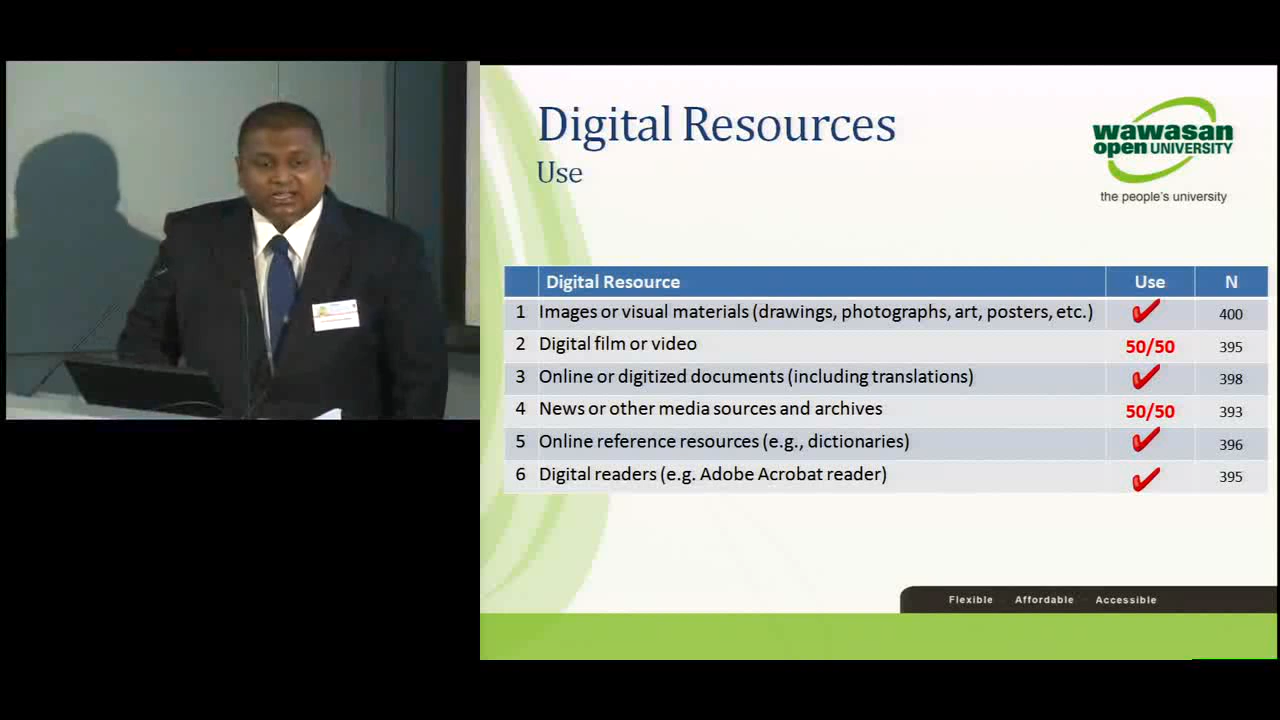 Digital Resources
Use
wawasan
open UNIVERSITY
the people's university
Digital Resource Use N
1 Images or visual materials (drawings, photographs, art, posters, etc.) 400
2 Digital film or video 50/50 395
3 Online or digitized documents (including translations) 398
4 News or other media sources and archives 50/50 393
5 Online reference resources (e.g., dictionaries) 396
6 Digital readers (e.g. Adobe Acrobat reader) 395
Flexible Affordable Accessible